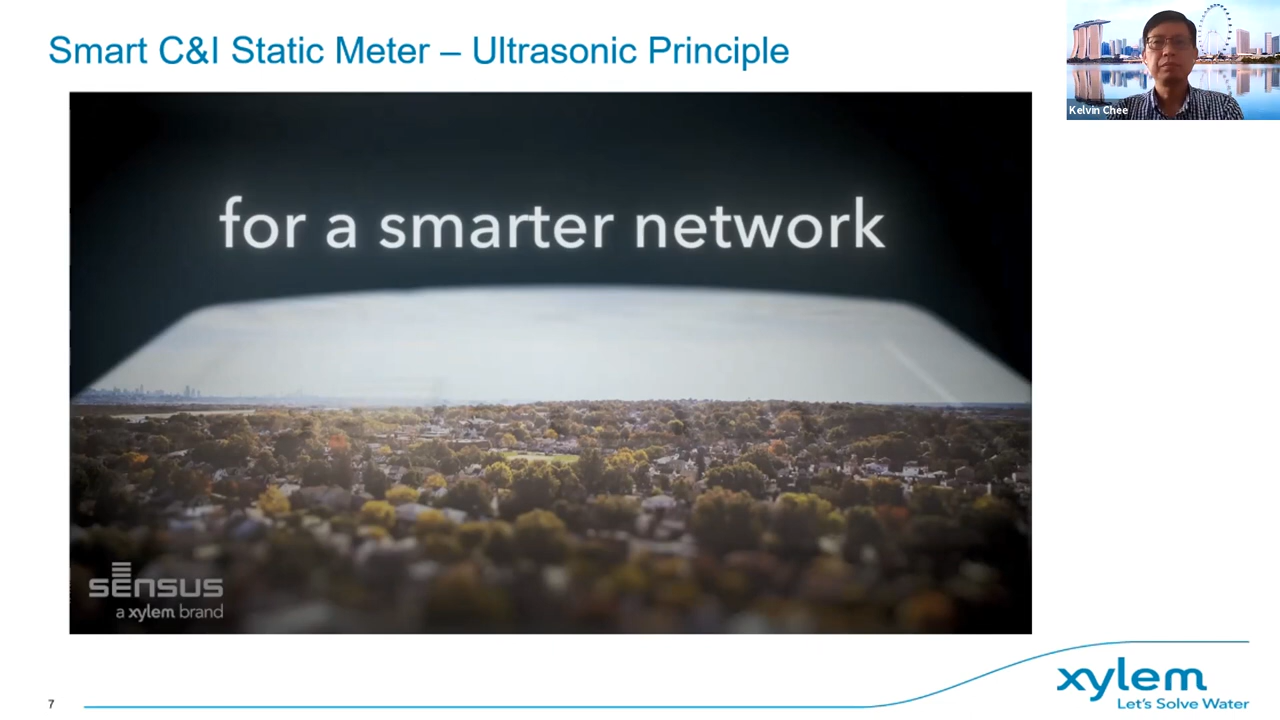 Smart C&I Static Meter – Ultrasonic Principle
Kelvin Chee
for a smarter network
sensus
a xylem brand
7
xylem
Let's Solve Water